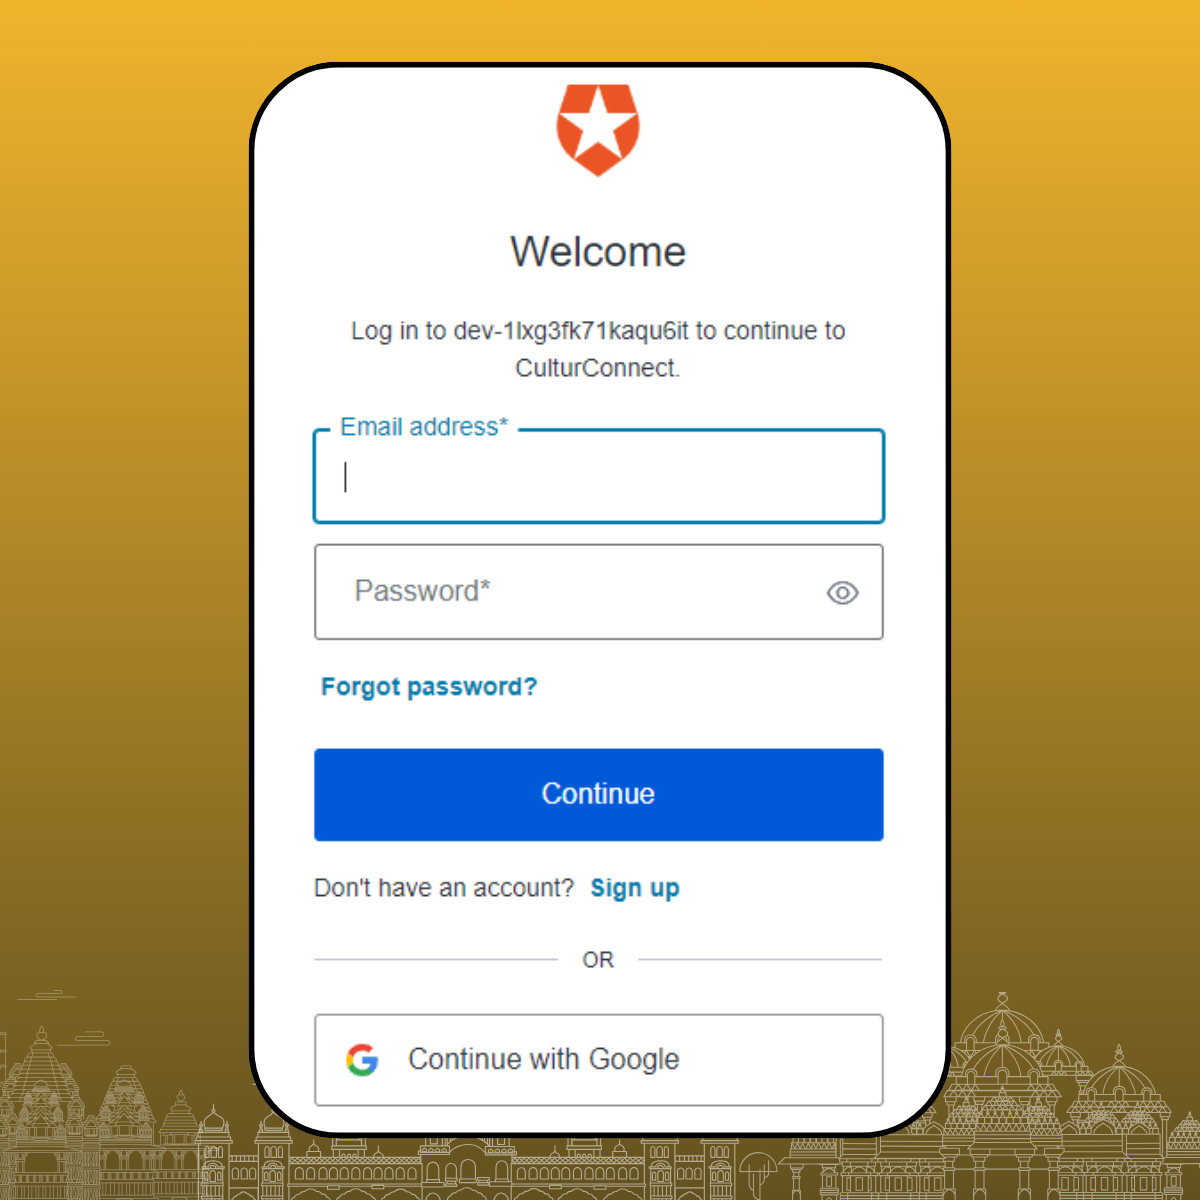 Welcome
Log in to dev-1lxg3fk71kaqu6it to continue to
CulturConnect.
Email address*
Password*
Forgot password?
Continue
Don't have an account? Sign up
OR
Continue with Google